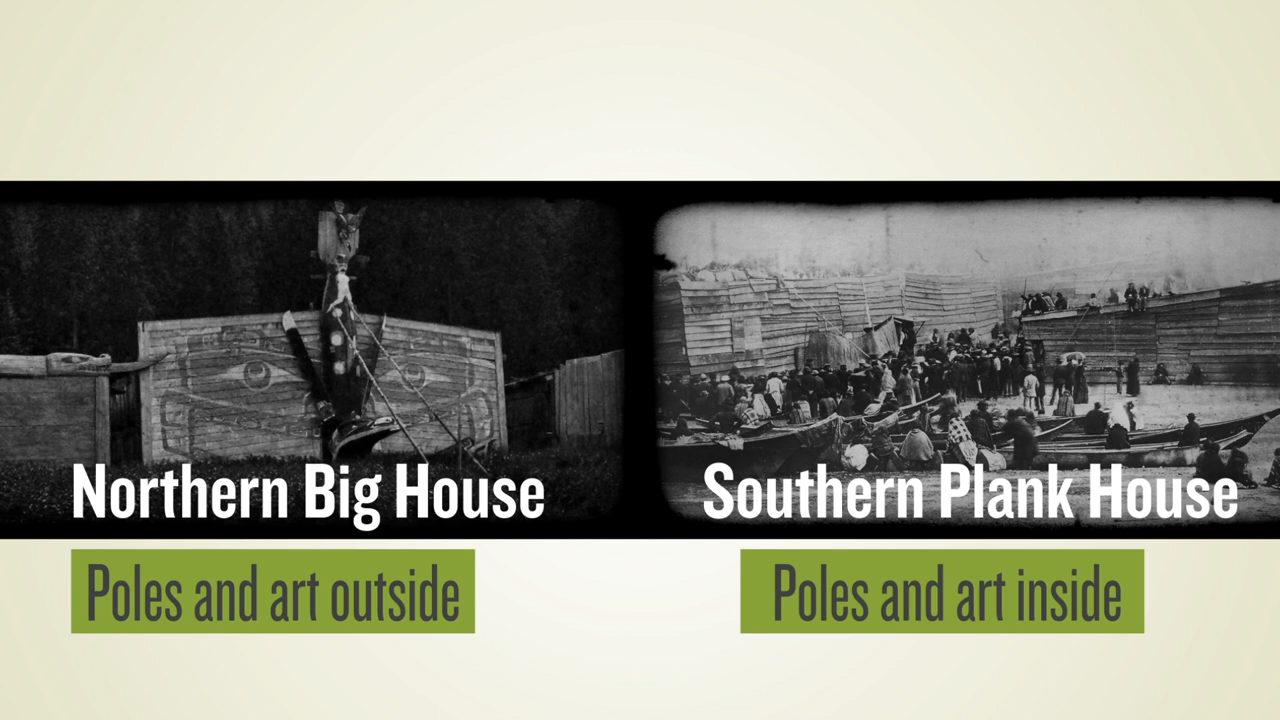 Northern Big House
Southern Plank House
Poles and art outside
Poles and art inside